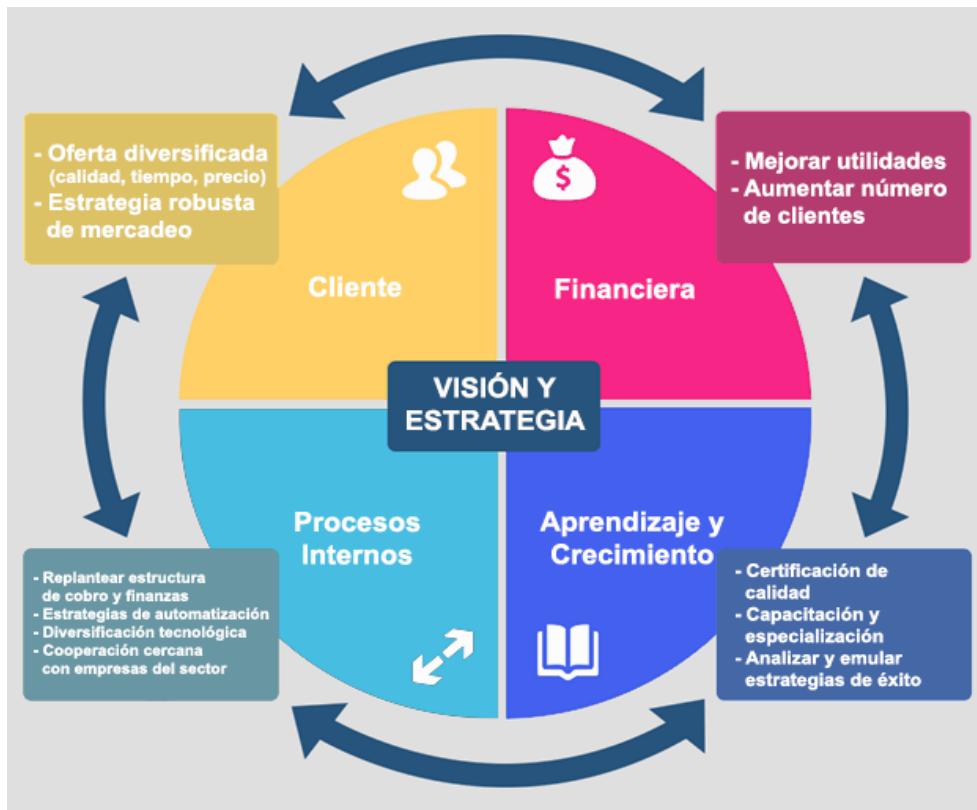 - Oferta diversificada
(calidad, tiempo, precio)
- Estrategia robusta
de mercadeo
Cliente
$
Financiera
- Mejorar utilidades
- Aumentar número
de clientes
VISIÓN Y
ESTRATEGIA
Procesos
Internos
- Replantear estructura
de cobro y finanzas
- Estrategias de automatización
- Diversificación tecnológica
- Cooperación cercana
con empresas del sector
Aprendizaje y
Crecimiento
- Certificación de
calidad
- Capacitación y
especialización
- Analizar y emular
estrategias de éxito